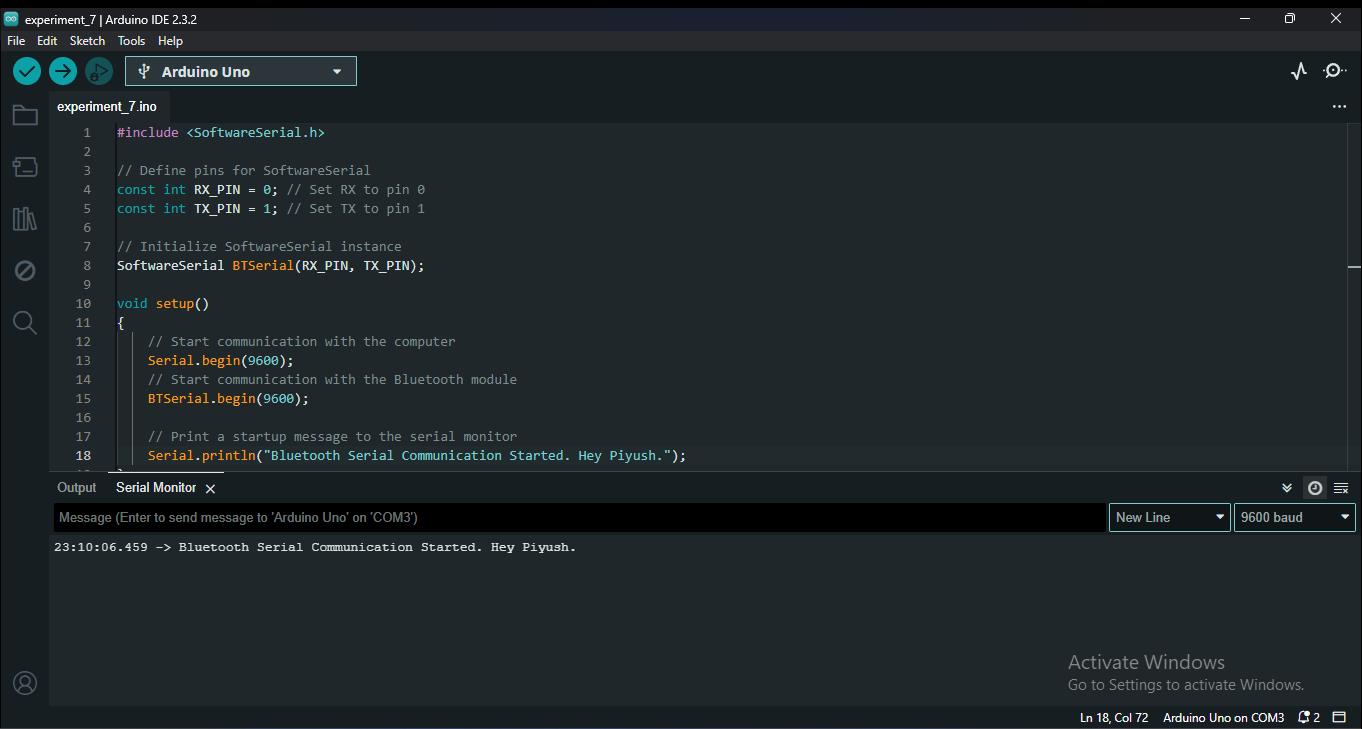 experiment_7 | Arduino IDE 2.3.2
File Edit Sketch Tools Help
Arduino Uno
experiment_7.ino
1 #include <SoftwareSerial.h>
2
3 // Define pins for SoftwareSerial
4 const int RX_PIN = 0; // Set RX to pin 0
5 const int TX_PIN = 1; // Set TX to pin 1
6
7 // Initialize SoftwareSerial instance
8 SoftwareSerial BTSerial(RX_PIN, TX_PIN);
9
10 void setup()
11 {
12 // Start communication with the computer
13 Serial.begin(9600);
14 // Start communication with the Bluetooth module
15 BTSerial.begin(9600);
16
17 // Print a startup message to the serial monitor
18 Serial.println("Bluetooth Serial Communication Started. Hey Piyush.");
Output Serial Monitor
Message (Enter to send message to 'Arduino Uno' on 'COM3') New Line 9600 baud
23:10:06.459 -> Bluetooth Serial Communication Started. Hey Piyush.
Activate Windows
Go to Settings to activate Windows.
Ln 18, Col 72 Arduino Uno on COM3 2